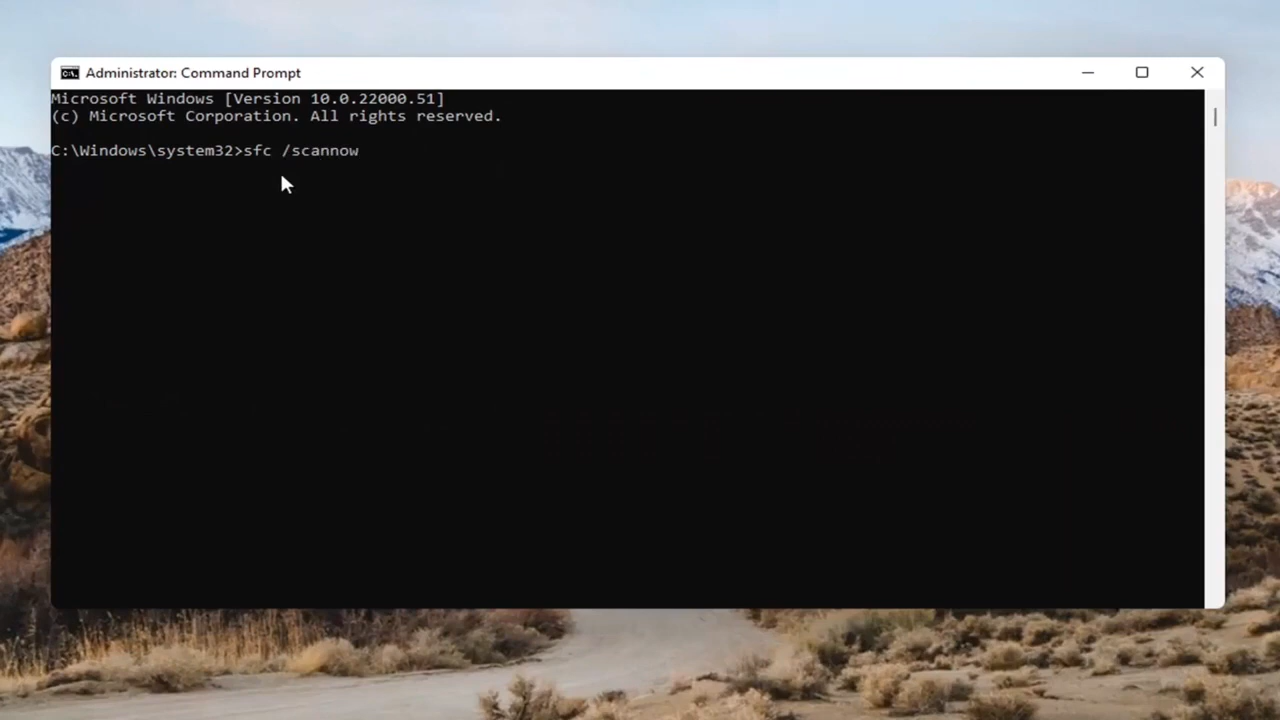 Administrator: Command Prompt
Microsoft Windows [Version 10.0.22000.51]
(c) Microsoft Corporation. All rights reserved.
C:\Windows\system32>sfc /scannow